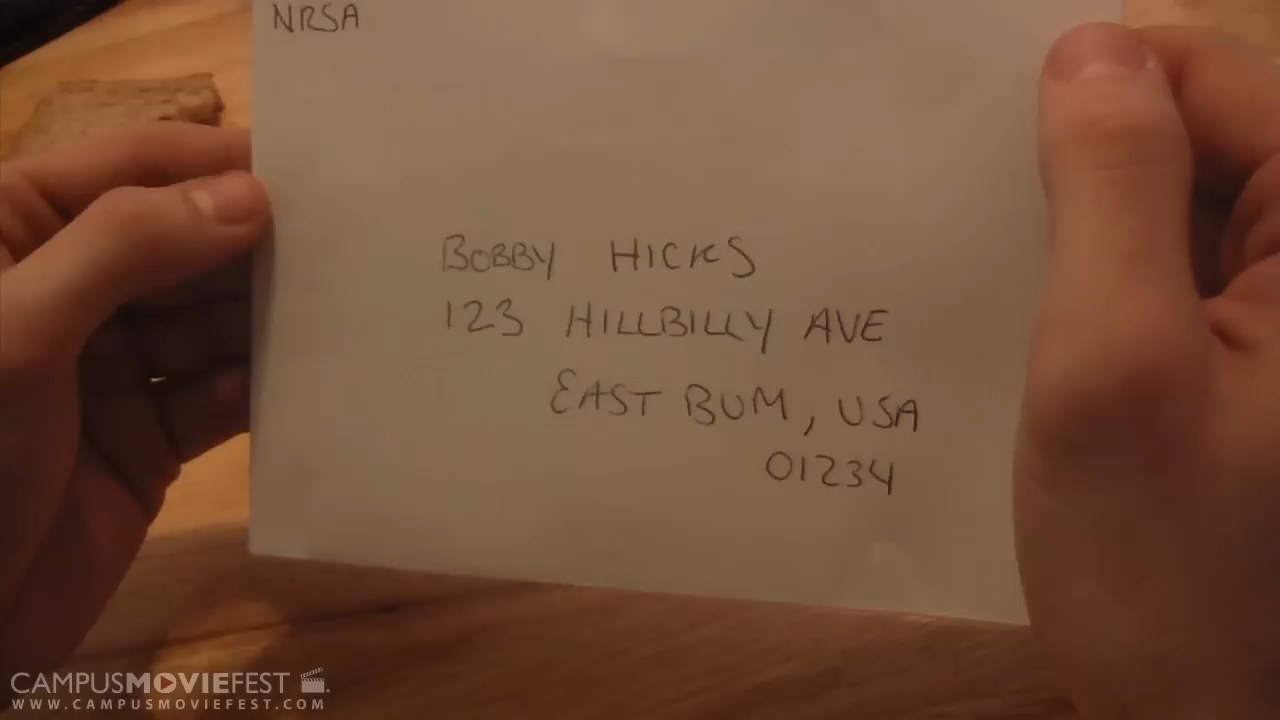 NRSA
BOBBY HICKS
123 HILLBILLY AVE
EAST BUM, USA
01234
CAMPUSMOVIEFEST
WWW.CAMPUSMOVIEFEST.COM